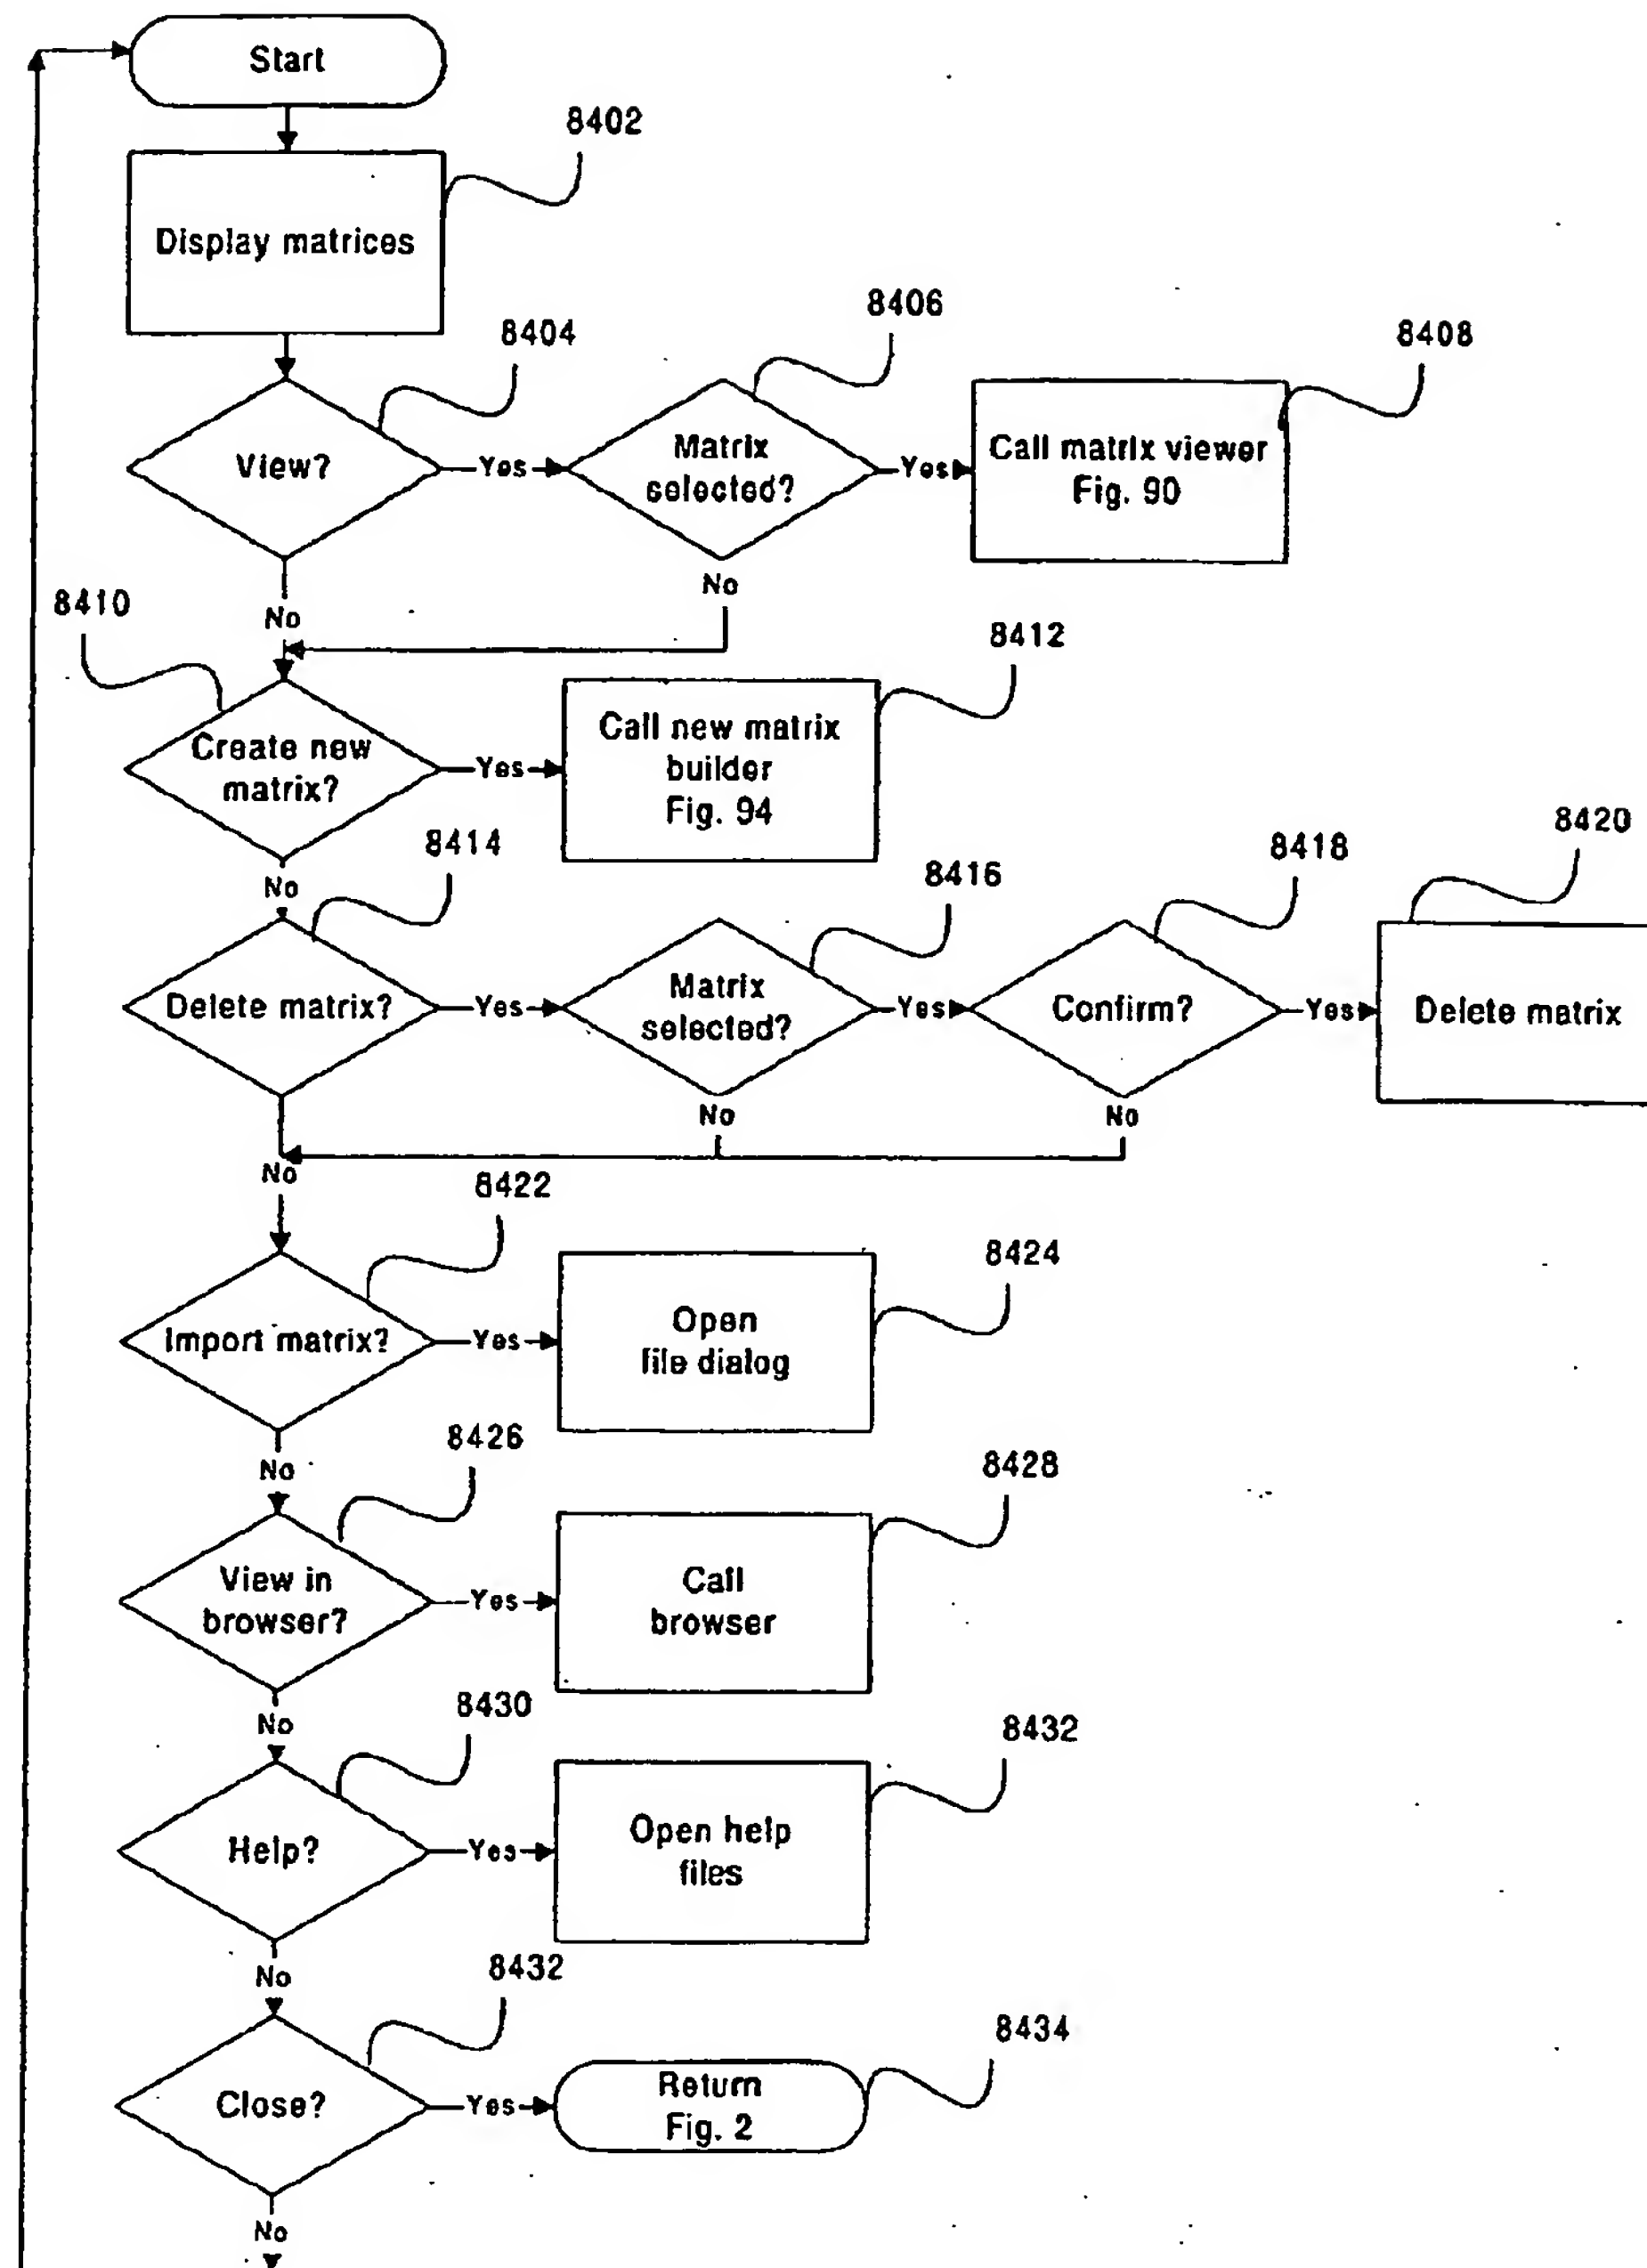 Start
8402
Display matrices
8404
8406
8408
View?
Yes
Matrix
selected?
Yes
Call matrix viewer
Fig. 90
No
No
8410
8412
Create new
matrix?
Yes
Call new matrix
builder
Fig. 94
No
8414
8416
8418
8420
Delete matrix?
Yes
Matrix
selected?
Yes
Confirm?
Yes
Delete matrix
No
No
No
8422
8424
Import matrix?
Yes
Open
file dialog
No
8426
8428
View in
browser?
Yes
Call
browser
No
8430
8432
Help?
Yes
Open help
files
No
8432
8434
Close?
Yes
Return
Fig. 2
No